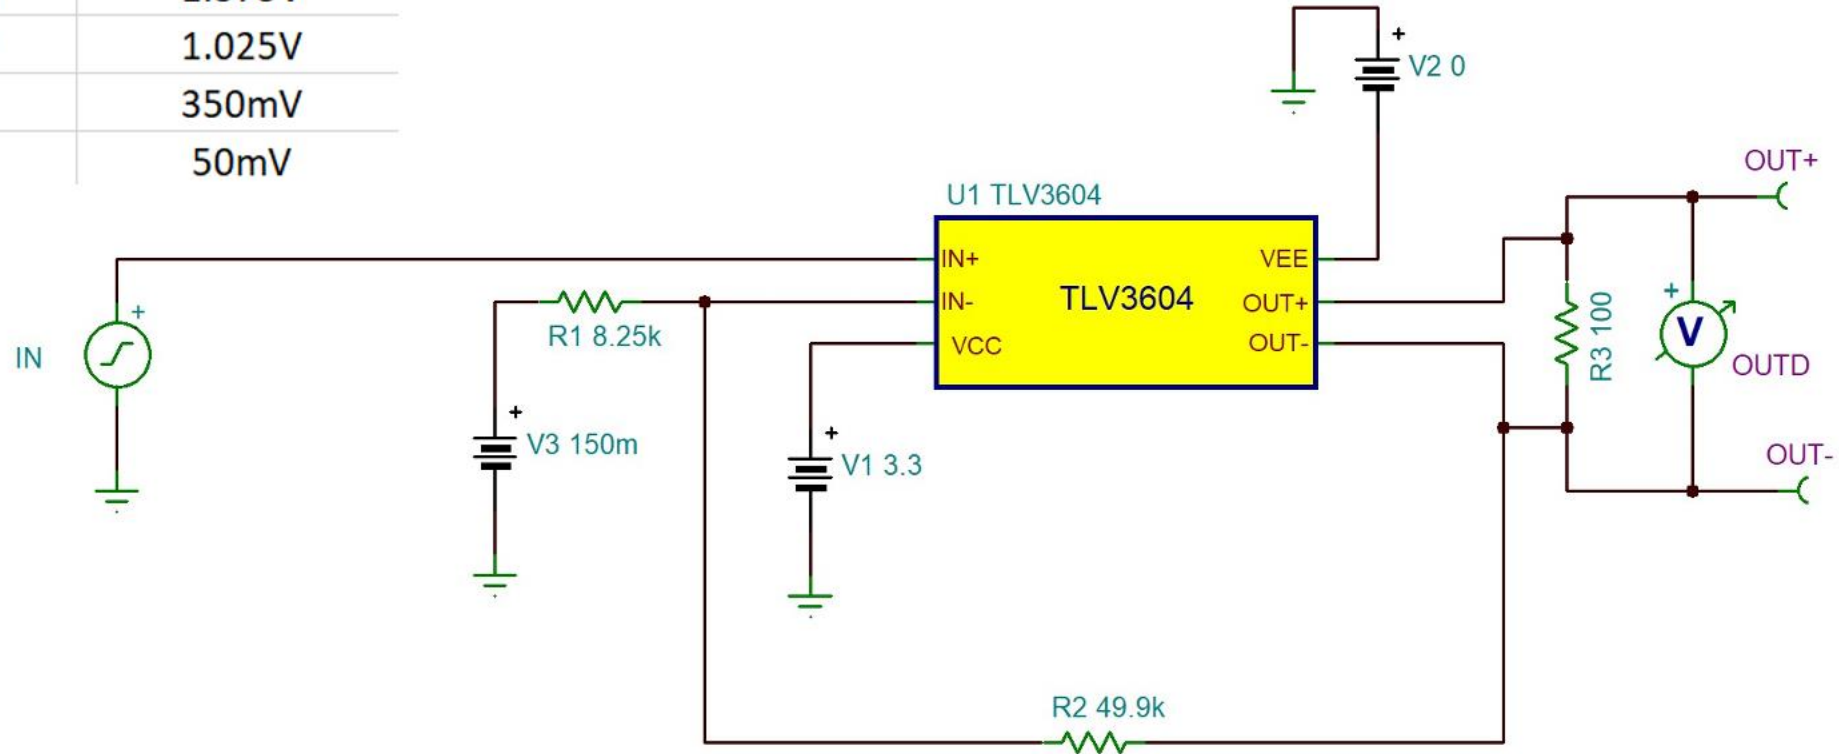 1.025V
350mV
50mV
+
V2 0
OUT+
U1 TLV3604
IN+
VEE
IN-
TLV3604
OUT+
VCC
OUT-
R1 8.25k
+
IN
+
V3 150m
+
V1 3.3
R3 100
+
V
OUTD
OUT-
R2 49.9k